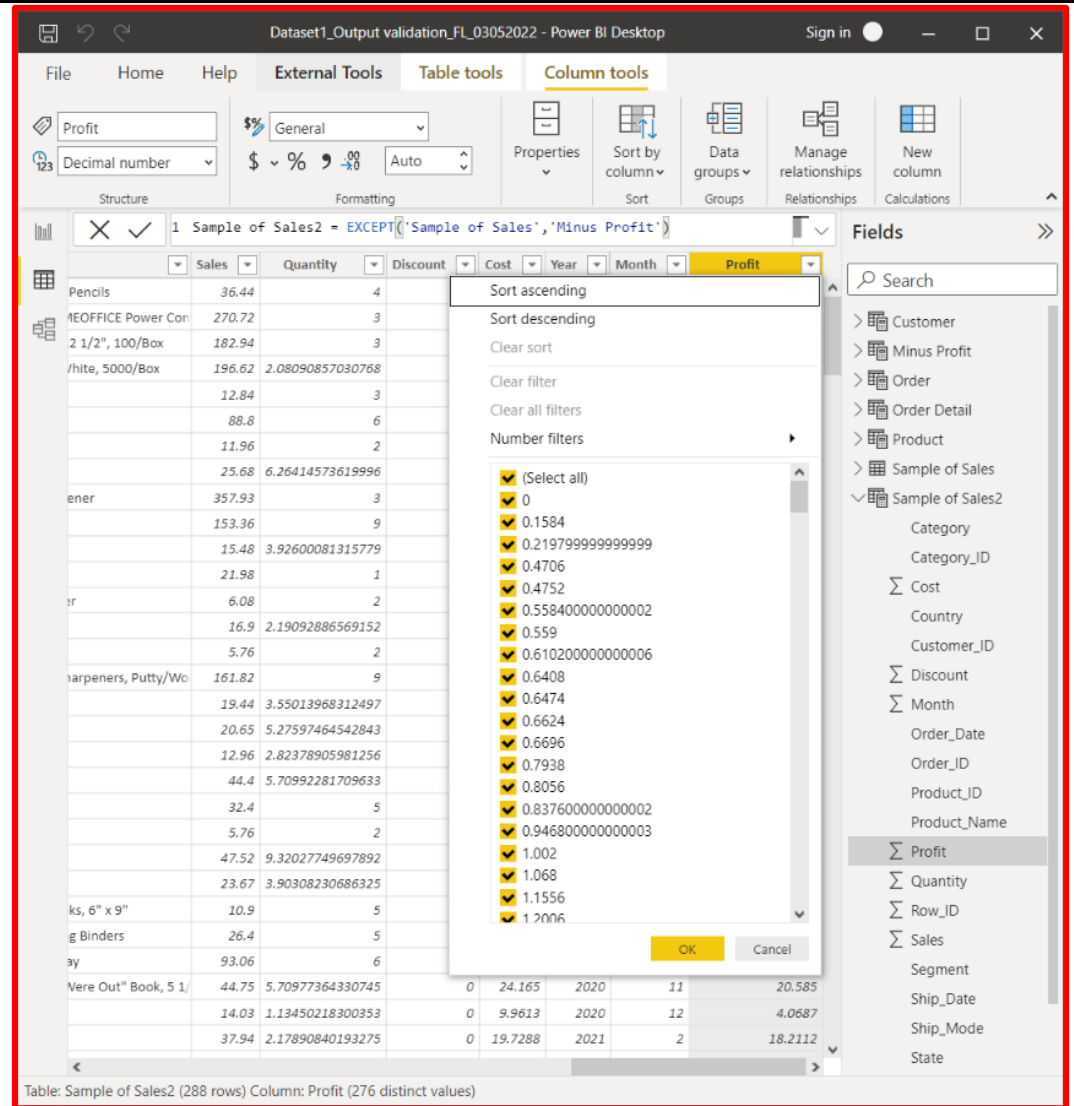 Dataset1_Output validation_FL_03052022 - Power BI Desktop Sign in
File Home Help External Tools Table tools Column tools
Profit $% General
123 Decimal number $ % 9 .00 Auto Properties Sort by column Data groups Manage relationships New column
Structure Formatting Sort Groups Relationships Calculations
1 Sample of Sales2 = EXCEPT('Sample of Sales','Minus Profit')
Sales Quantity Discount Cost Year Month Profit
Pencils 36.44 4
MEOFFICE Power Con 270.72 3
2 1/2", 100/Box 182.94 3
White, 5000/Box 196.62 2.08090857030768
12.84 3
88.8 6
11.96 2
25.68 6.26414573619996
ener 357.93 3
153.36 9
15.48 3.92600081315779
21.98 1
er 6.08 2
16.9 2.19092886569152
5.76 2
harpeners, Putty/Wo 161.82 9
19.44 3.55013968312497
20.65 5.27597464542843
12.96 2.82378905981256
44.4 5.70992281709633
32.4 5
5.76 2
47.52 9.32027749697892
23.67 3.90308230686325
ks, 6" x 9" 10.9 5
g Binders 26.4 5
ay 93.06 6
Were Out" Book, 5 1/ 44.75 5.70977364330745 0 24.165 2020 11 20.585
14.03 1.13450218300353 0 9.9613 2020 12 4.0687
37.94 2.17890840193275 0 19.7288 2021 2 18.2112
Sort ascending
Sort descending
Clear sort
Clear filter
Clear all filters
Number filters
(Select all)
0
0.1584
0.219799999999999
0.4706
0.4752
0.558400000000002
0.559
0.610200000000006
0.6408
0.6474
0.6624
0.6696
0.7938
0.8056
0.837600000000002
0.946800000000003
1.002
1.068
1.1556
1.2006
OK Cancel
Fields
Search
Customer
Minus Profit
Order
Order Detail
Product
Sample of Sales
Sample of Sales2
Category
Category_ID
Σ Cost
Country
Customer_ID
Σ Discount
Σ Month
Order_Date
Order_ID
Product_ID
Product_Name
Σ Profit
Σ Quantity
Σ Row_ID
Σ Sales
Segment
Ship_Date
Ship_Mode
State
Table: Sample of Sales2 (288 rows) Column: Profit (276 distinct values)